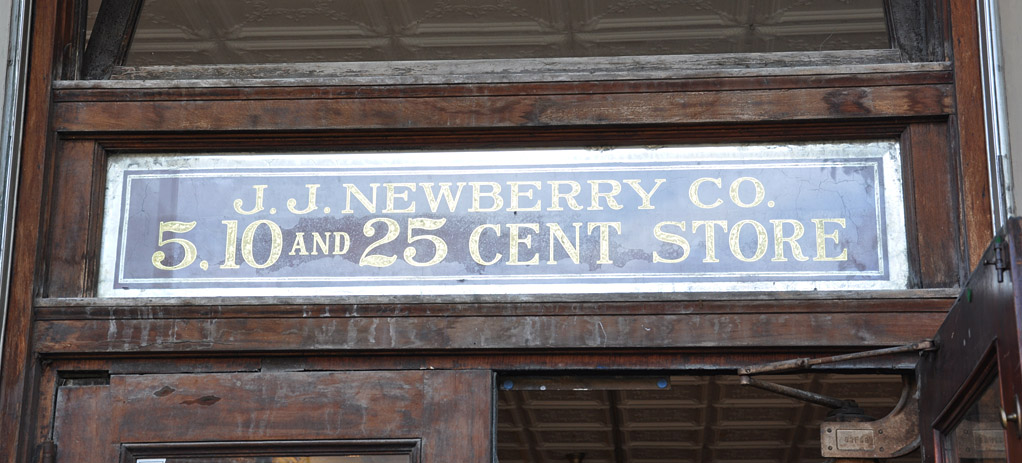 J. J. NEWBERRY CO.
5. 10 AND 25 CENT STORE